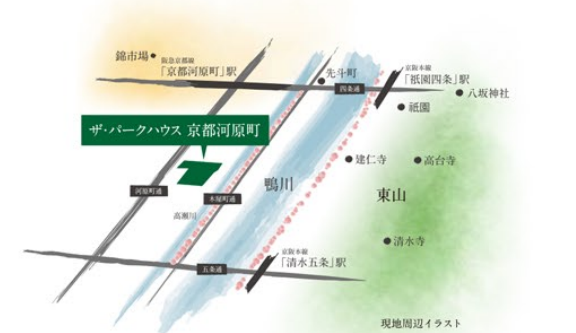 錦市場
阪急京都線
「京都河原町」駅
先斗町
京阪本線
「祇園四条」駅
四条通
八坂神社
祇園
ザ・パークハウス 京都河原町
建仁寺
高台寺
河原町通
木屋町通
鴨川
東山
高瀬川
清水寺
京阪本線
「清水五条」駅
五条通
現地周辺イラスト